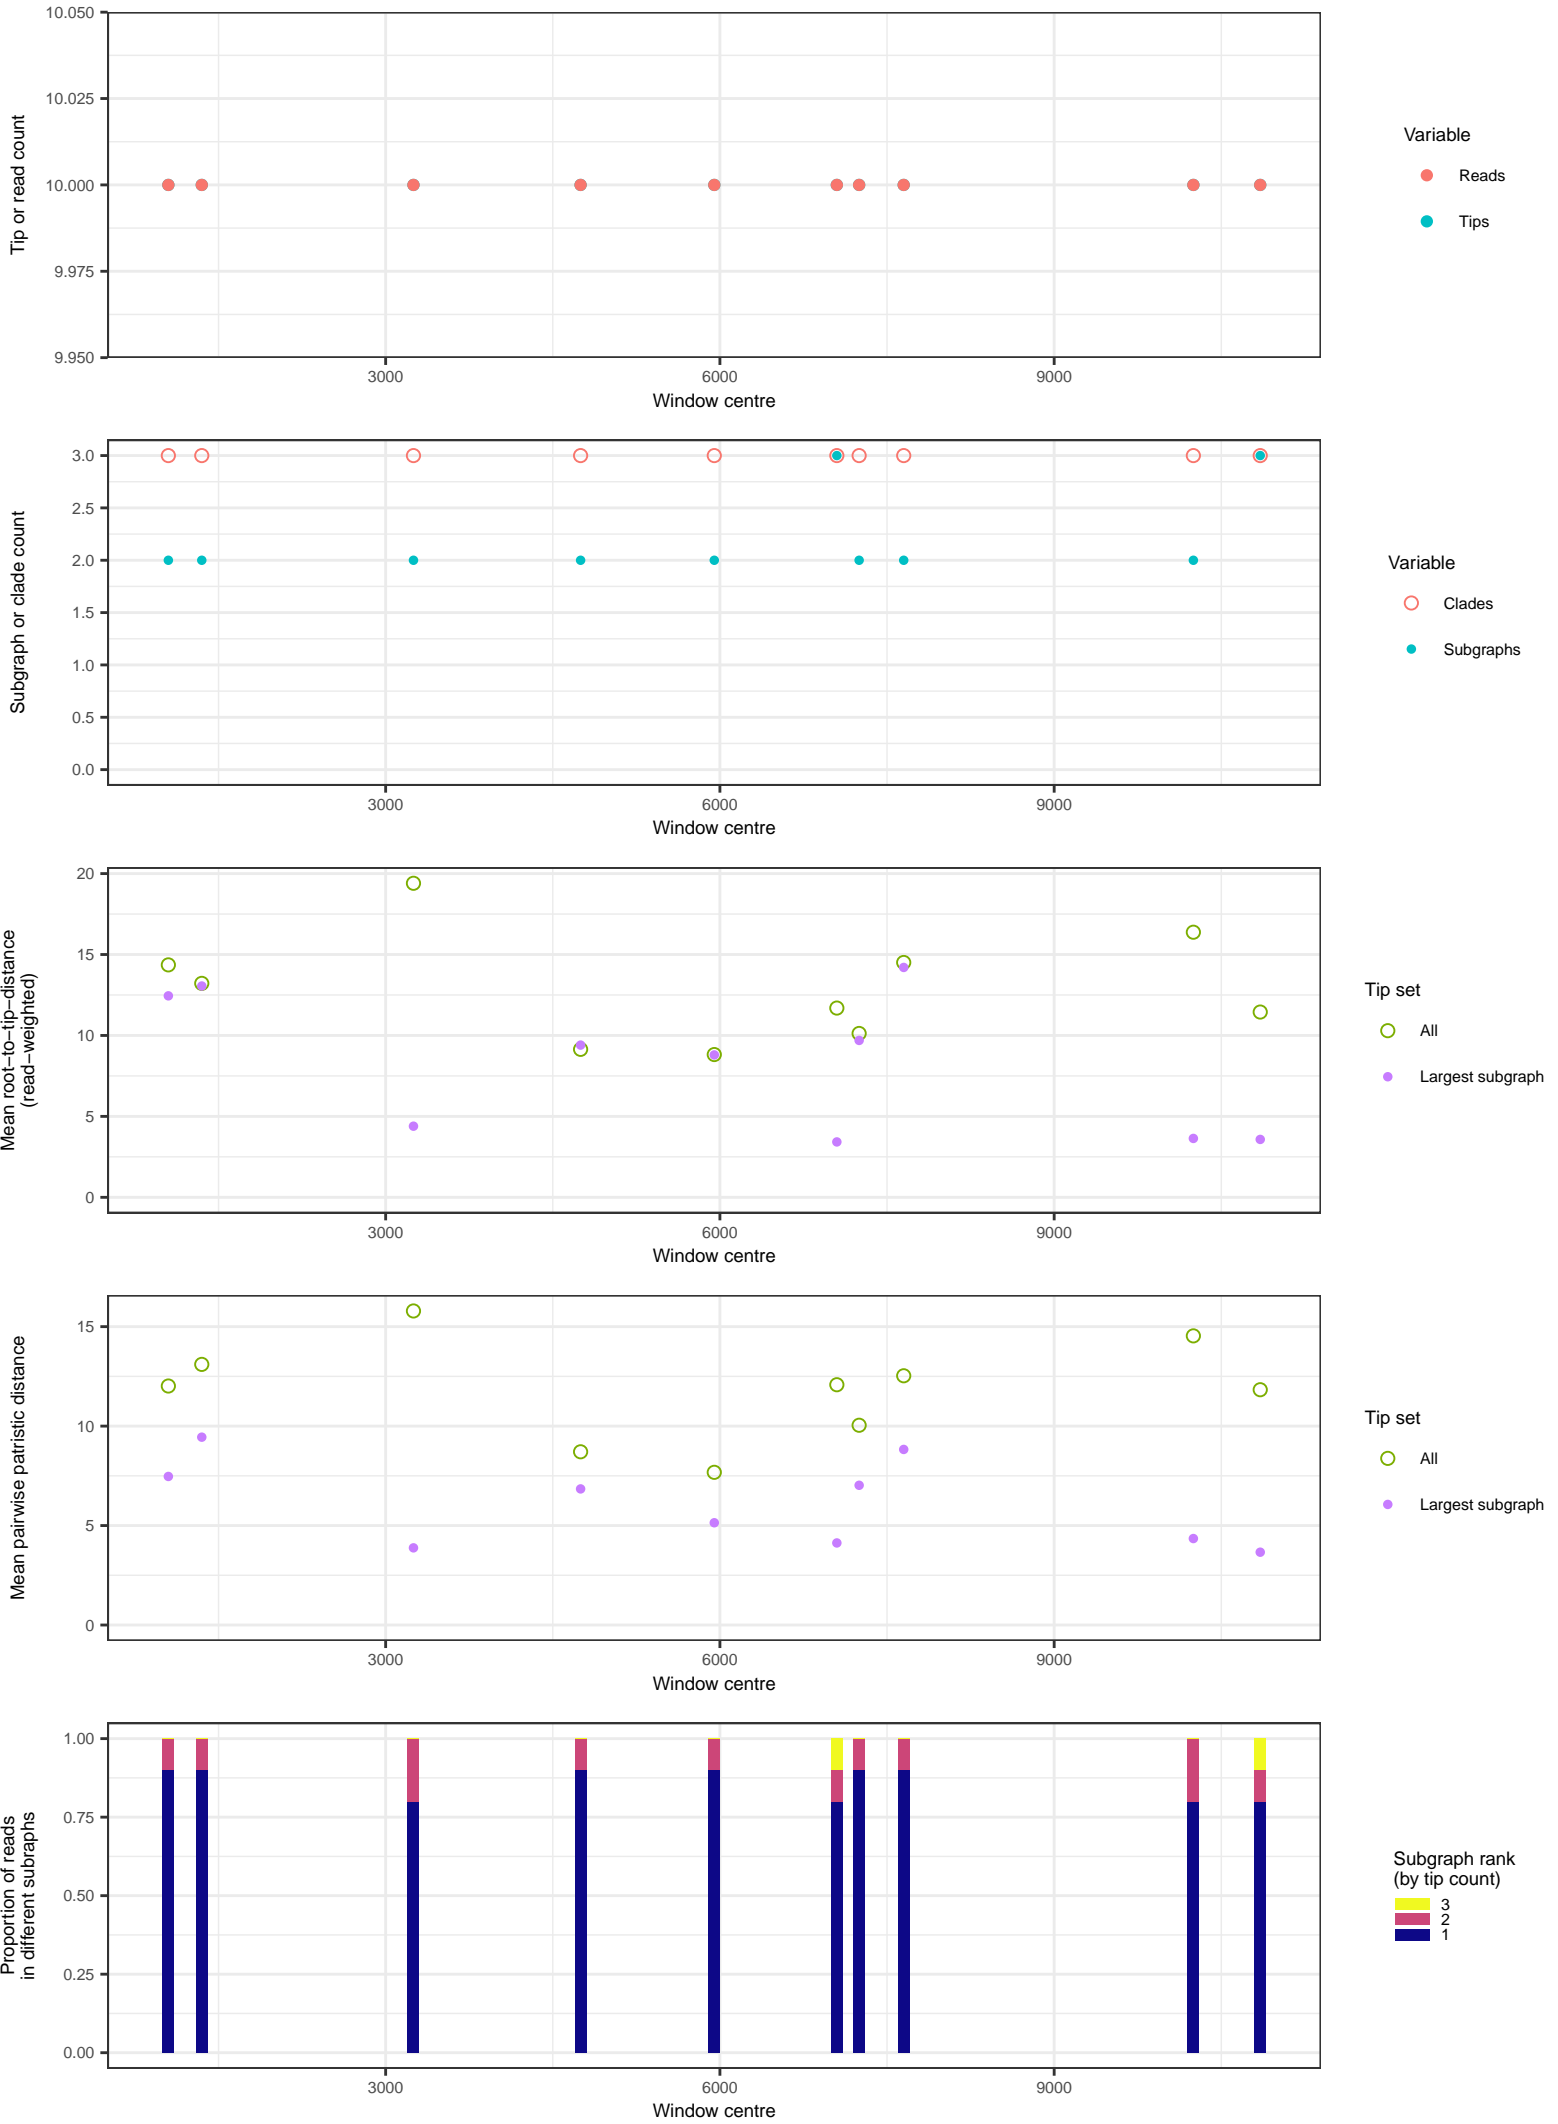 10.050
10.025
10.000
9.975
9.950
Tip or read count
3000
6000
9000
Window centre
Variable
Reads
Tips
3.0
2.5
2.0
1.5
1.0
0.5
0.0
Subgraph or clade count
3000
6000
9000
Window centre
Variable
Clades
Subgraphs
20
15
10
5
0
Mean root−to−tip−distance
(read−weighted)
3000
6000
9000
Window centre
Tip set
All
Largest subgraph
15
10
5
0
Mean pairwise patristic distance
3000
6000
9000
Window centre
Tip set
All
Largest subgraph
1.00
0.75
0.50
0.25
0.00
Proportion of reads
in different subraphs
3000
6000
9000
Window centre
Subgraph rank
(by tip count)
3
2
1